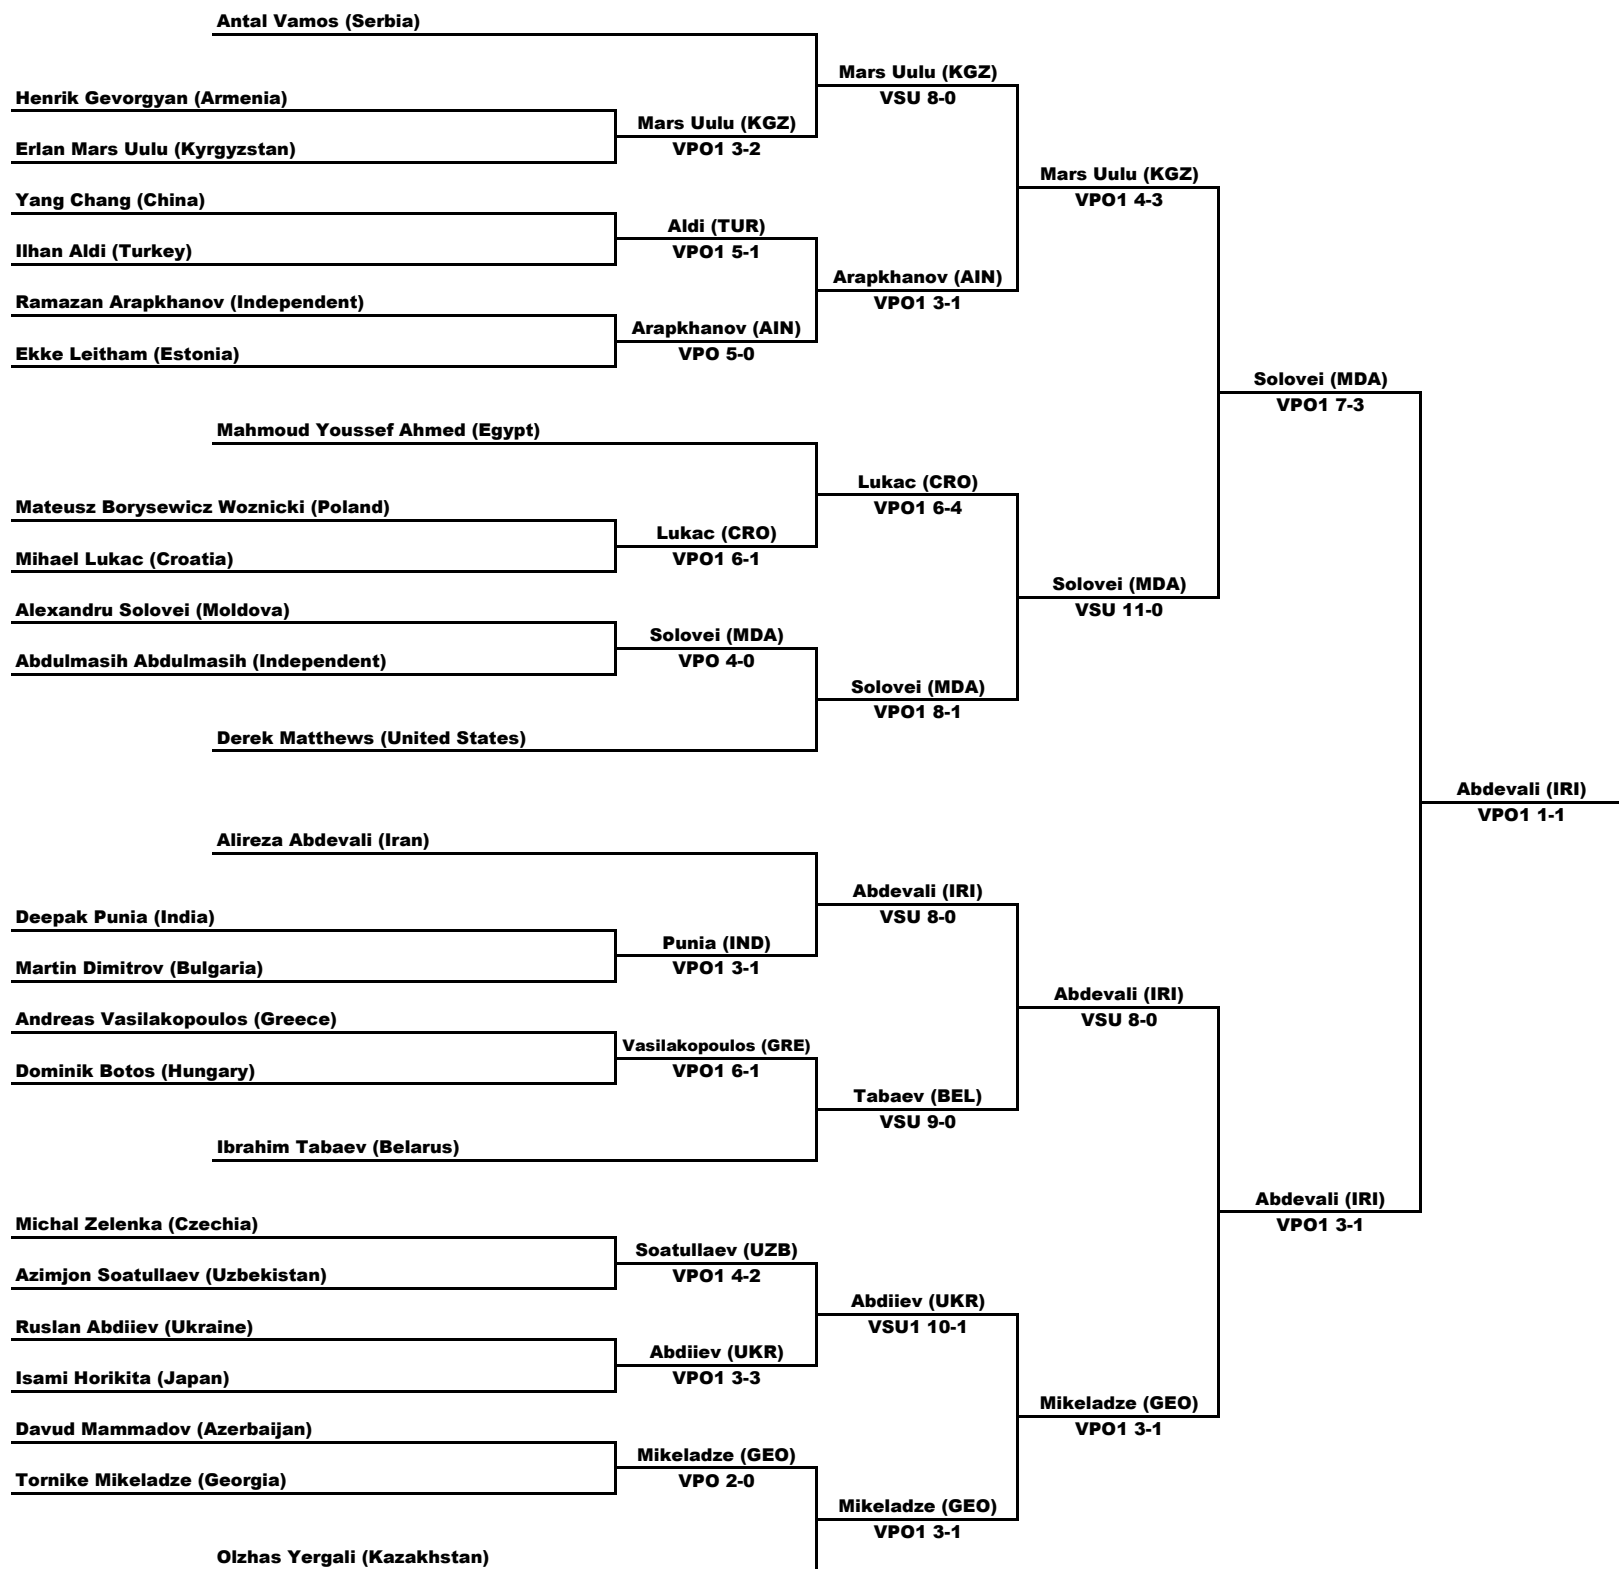 Antal Vamos (Serbia)
Mars Uulu (KGZ)
VSU 8-0
Henrik Gevorgyan (Armenia)
Mars Uulu (KGZ)
VPO1 3-2
Erlan Mars Uulu (Kyrgyzstan)
Mars Uulu (KGZ)
VPO1 4-3
Yang Chang (China)
Aldi (TUR)
VPO1 5-1
Ilhan Aldi (Turkey)
Arapkhanov (AIN)
VPO1 3-1
Ramazan Arapkhanov (Independent)
Arapkhanov (AIN)
VPO 5-0
Ekke Leitham (Estonia)
Solovei (MDA)
VPO1 7-3
Mahmoud Youssef Ahmed (Egypt)
Lukac (CRO)
VPO1 6-4
Mateusz Borysewicz Woznicki (Poland)
Lukac (CRO)
VPO1 6-1
Mihael Lukac (Croatia)
Solovei (MDA)
VSU 11-0
Alexandru Solovei (Moldova)
Solovei (MDA)
VPO 4-0
Abdulmasih Abdulmasih (Independent)
Solovei (MDA)
VPO1 8-1
Derek Matthews (United States)
Abdevali (IRI)
VPO1 1-1
Alireza Abdevali (Iran)
Abdevali (IRI)
VSU 8-0
Deepak Punia (India)
Punia (IND)
VPO1 3-1
Martin Dimitrov (Bulgaria)
Abdevali (IRI)
VSU 8-0
Andreas Vasilakopoulos (Greece)
Vasilakopoulos (GRE)
VPO1 6-1
Dominik Botos (Hungary)
Tabaev (BEL)
VSU 9-0
Ibrahim Tabaev (Belarus)
Abdevali (IRI)
VPO1 3-1
Michal Zelenka (Czechia)
Soatullaev (UZB)
VPO1 4-2
Azimjon Soatullaev (Uzbekistan)
Abdiiev (UKR)
VSU1 10-1
Ruslan Abdiiev (Ukraine)
Abdiiev (UKR)
VPO1 3-3
Isami Horikita (Japan)
Mikeladze (GEO)
VPO1 3-1
Davud Mammadov (Azerbaijan)
Mikeladze (GEO)
VPO 2-0
Tornike Mikeladze (Georgia)
Mikeladze (GEO)
VPO1 3-1
Olzhas Yergali (Kazakhstan)